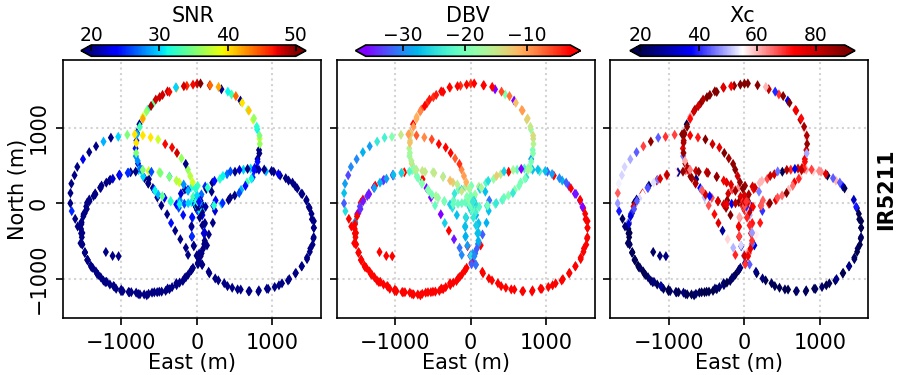 SNR DBV Xc
20 30 40 50 −30 −20 −10 20 40 60 80
North (m)
1000
0
−1000
IR5211
−1000 0 1000 −1000 0 1000 −1000 0 1000
East (m) East (m) East (m)